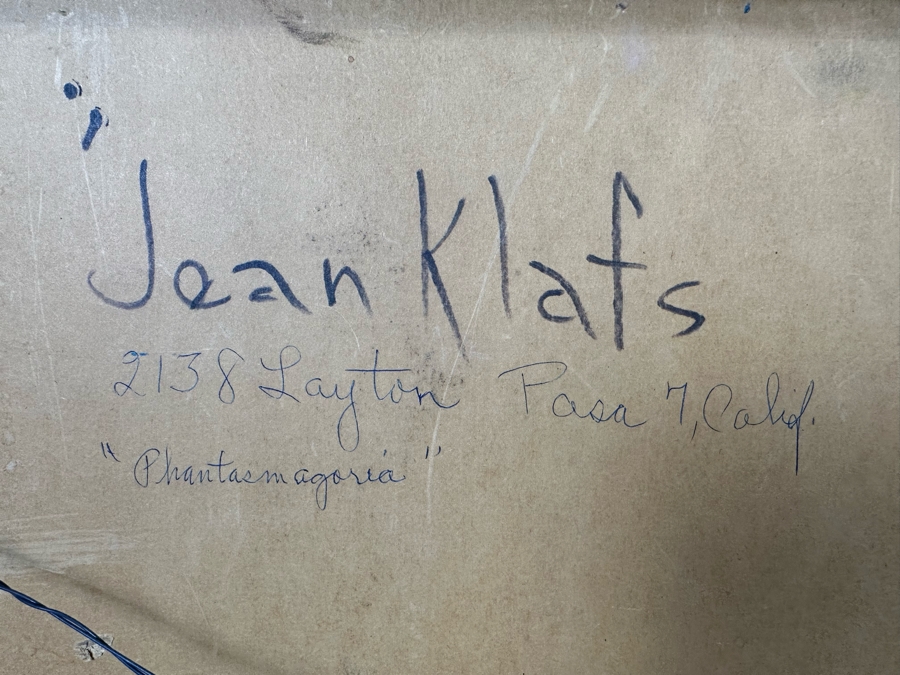 Jean Klafs
2138 Layton Pasa 7, Calif.
"Phantasmagoria"